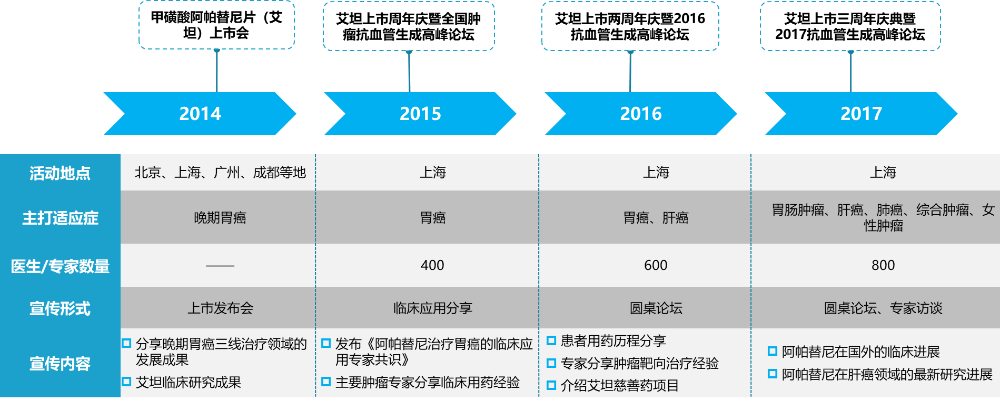 甲磺酸阿帕替尼片（艾
坦）上市会
艾坦上市周年庆暨全国肿
瘤抗血管生成高峰论坛
艾坦上市两周年庆暨2016
抗血管生成高峰论坛
艾坦上市三周年庆典暨
2017抗血管生成高峰论坛
2014
2015
2016
2017
活动地点
北京、上海、广州、成都等地
上海
上海
上海
主打适应症
晚期胃癌
胃癌
胃癌、肝癌
胃肠肿瘤、肝癌、肺癌、综合肿瘤、女
性肿瘤
医生/专家数量
——
400
600
800
宣传形式
上市发布会
临床应用分享
圆桌论坛
圆桌论坛、专家访谈
宣传内容
分享晚期胃癌三线治疗领域的
发展成果
艾坦临床研究成果
发布《阿帕替尼治疗胃癌的临床应
用专家共识》
主要肿瘤专家分享临床用药经验
患者用药历程分享
专家分享肿瘤靶向治疗经验
介绍艾坦慈善药项目
阿帕替尼在国外的临床进展
阿帕替尼在肝癌领域的最新研究进展